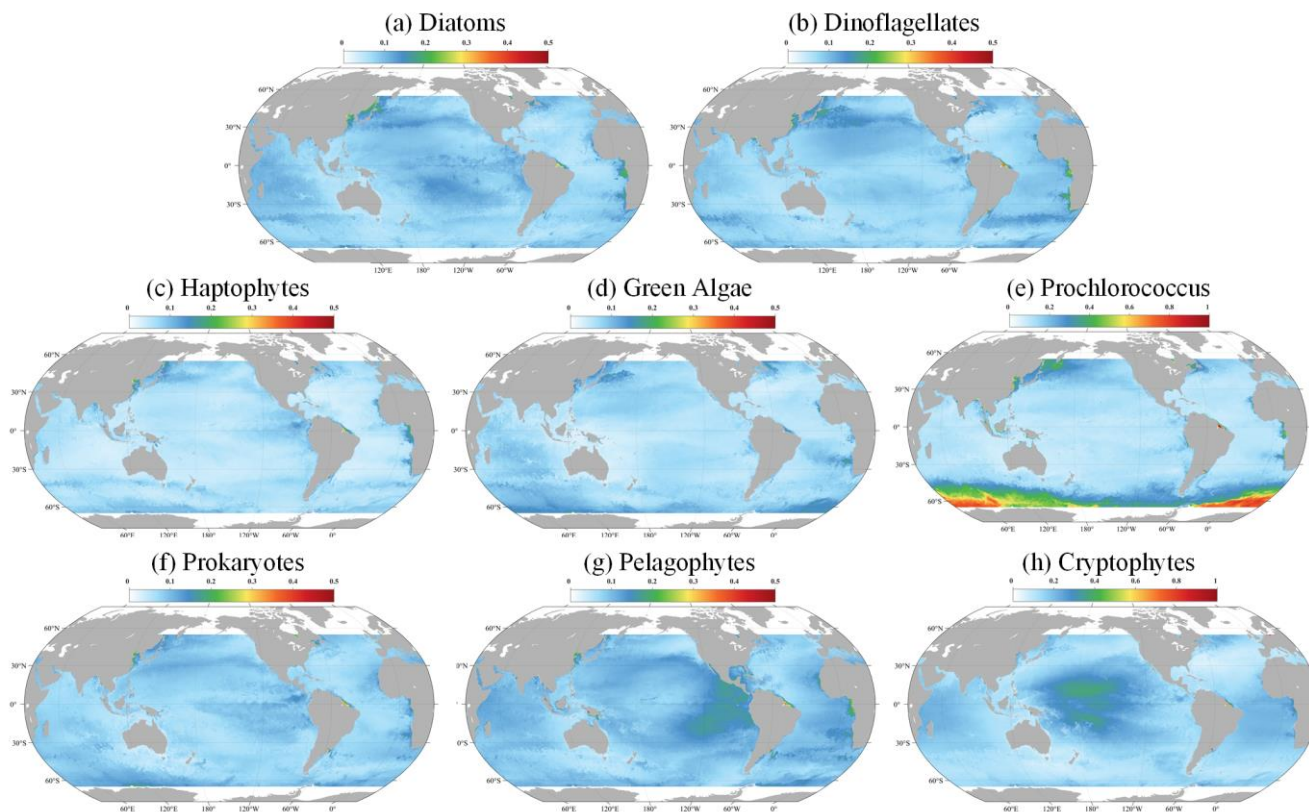 (a) Diatoms
(b) Dinoflagellates
0 0.1 0.2 0.3 0.4 0.5
0 0.1 0.2 0.3 0.4 0.5
60°N
60°N
30°N
30°N
0°
0°
30°S
30°S
60°S
60°S
120°E 180° 120°W 60°W
120°E 180° 120°W 60°W
(c) Haptophytes
(d) Green Algae
(e) Prochlorococcus
0 0.1 0.2 0.3 0.4 0.5
0 0.1 0.2 0.3 0.4 0.5
0 0.2 0.4 0.6 0.8 1
60°N
60°N
60°N
30°N
30°N
30°N
0°
0°
0°
30°S
30°S
30°S
60°S
60°S
60°S
60°E 170°E 180° 120°W 60°W 0°
60°E 170°E 180° 120°W 60°W 0°
60°E 120°E 180° 120°W 60°W 0°
(f) Prokaryotes
(g) Pelagophytes
(h) Cryptophytes
0 0.1 0.2 0.3 0.4 0.5
0 0.1 0.2 0.3 0.4 0.5
0 0.2 0.4 0.6 0.8 1
60°N
60°N
60°N
30°N
30°N
30°N
0°
0°
0°
30°S
30°S
30°S
60°S
60°S
60°S
60°E 120°E 180° 120°W 60°W 0°
60°E 120°E 180° 120°W 60°W 0°
60°E 120°E 180° 120°W 60°W 0°